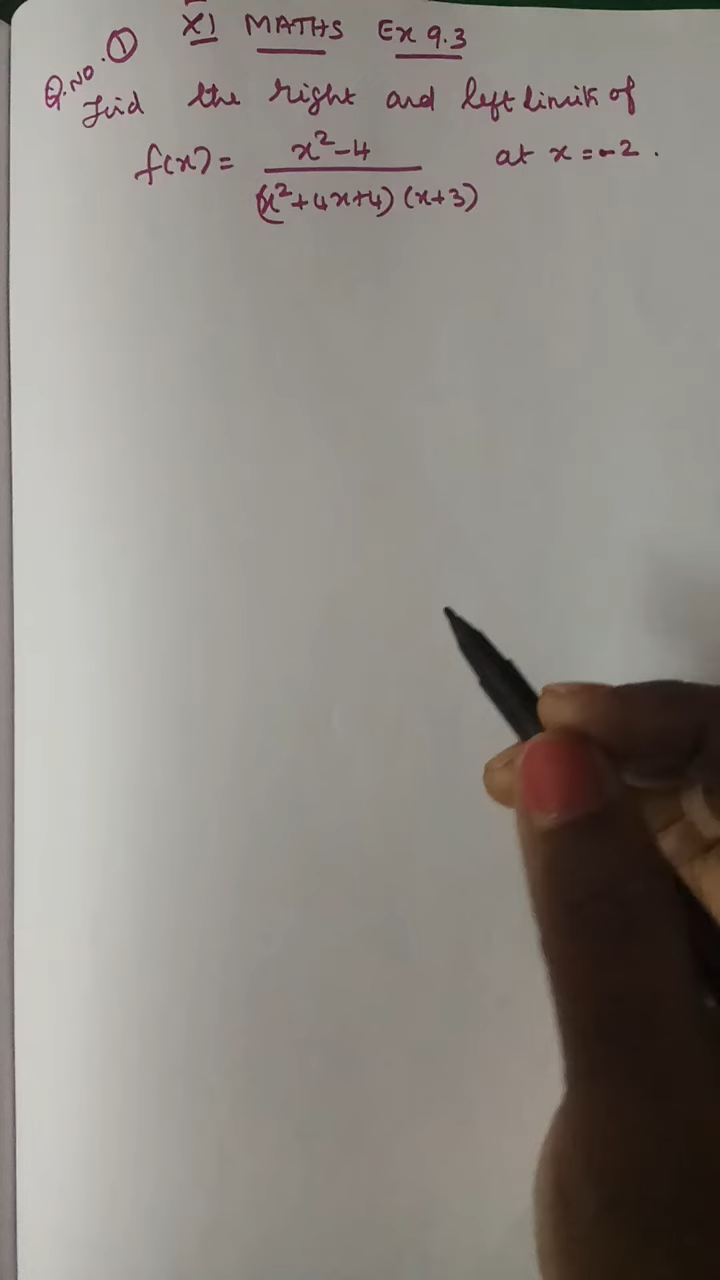 XI MATHS Ex 9.3
Q.NO. 1
Find the right and left limits of
f(x) = x²-4 / (x²+4x+4)(x+3) at x = -2.